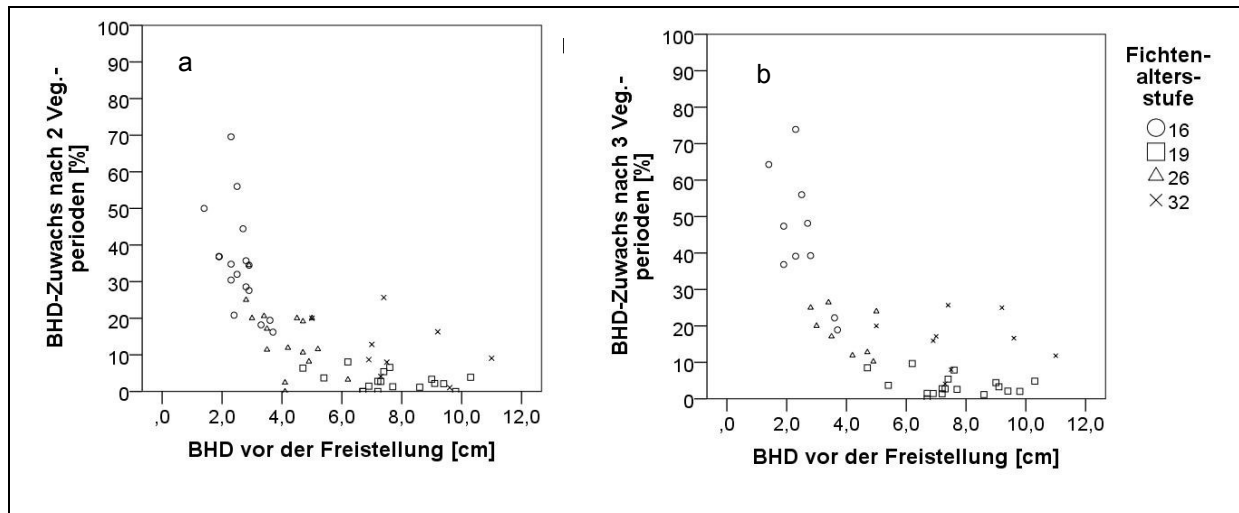 a
BHD-Zuwachs nach 2 Veg.-
perioden [%]
100
90
80
70
60
50
40
30
20
10
0
,0 2,0 4,0 6,0 8,0 10,0 12,0
BHD vor der Freistellung [cm]
b
BHD-Zuwachs nach 3 Veg.-
perioden [%]
100
90
80
70
60
50
40
30
20
10
0
,0 2,0 4,0 6,0 8,0 10,0 12,0
BHD vor der Freistellung [cm]
Fichten-
alters-
stufe
16
19
26
32